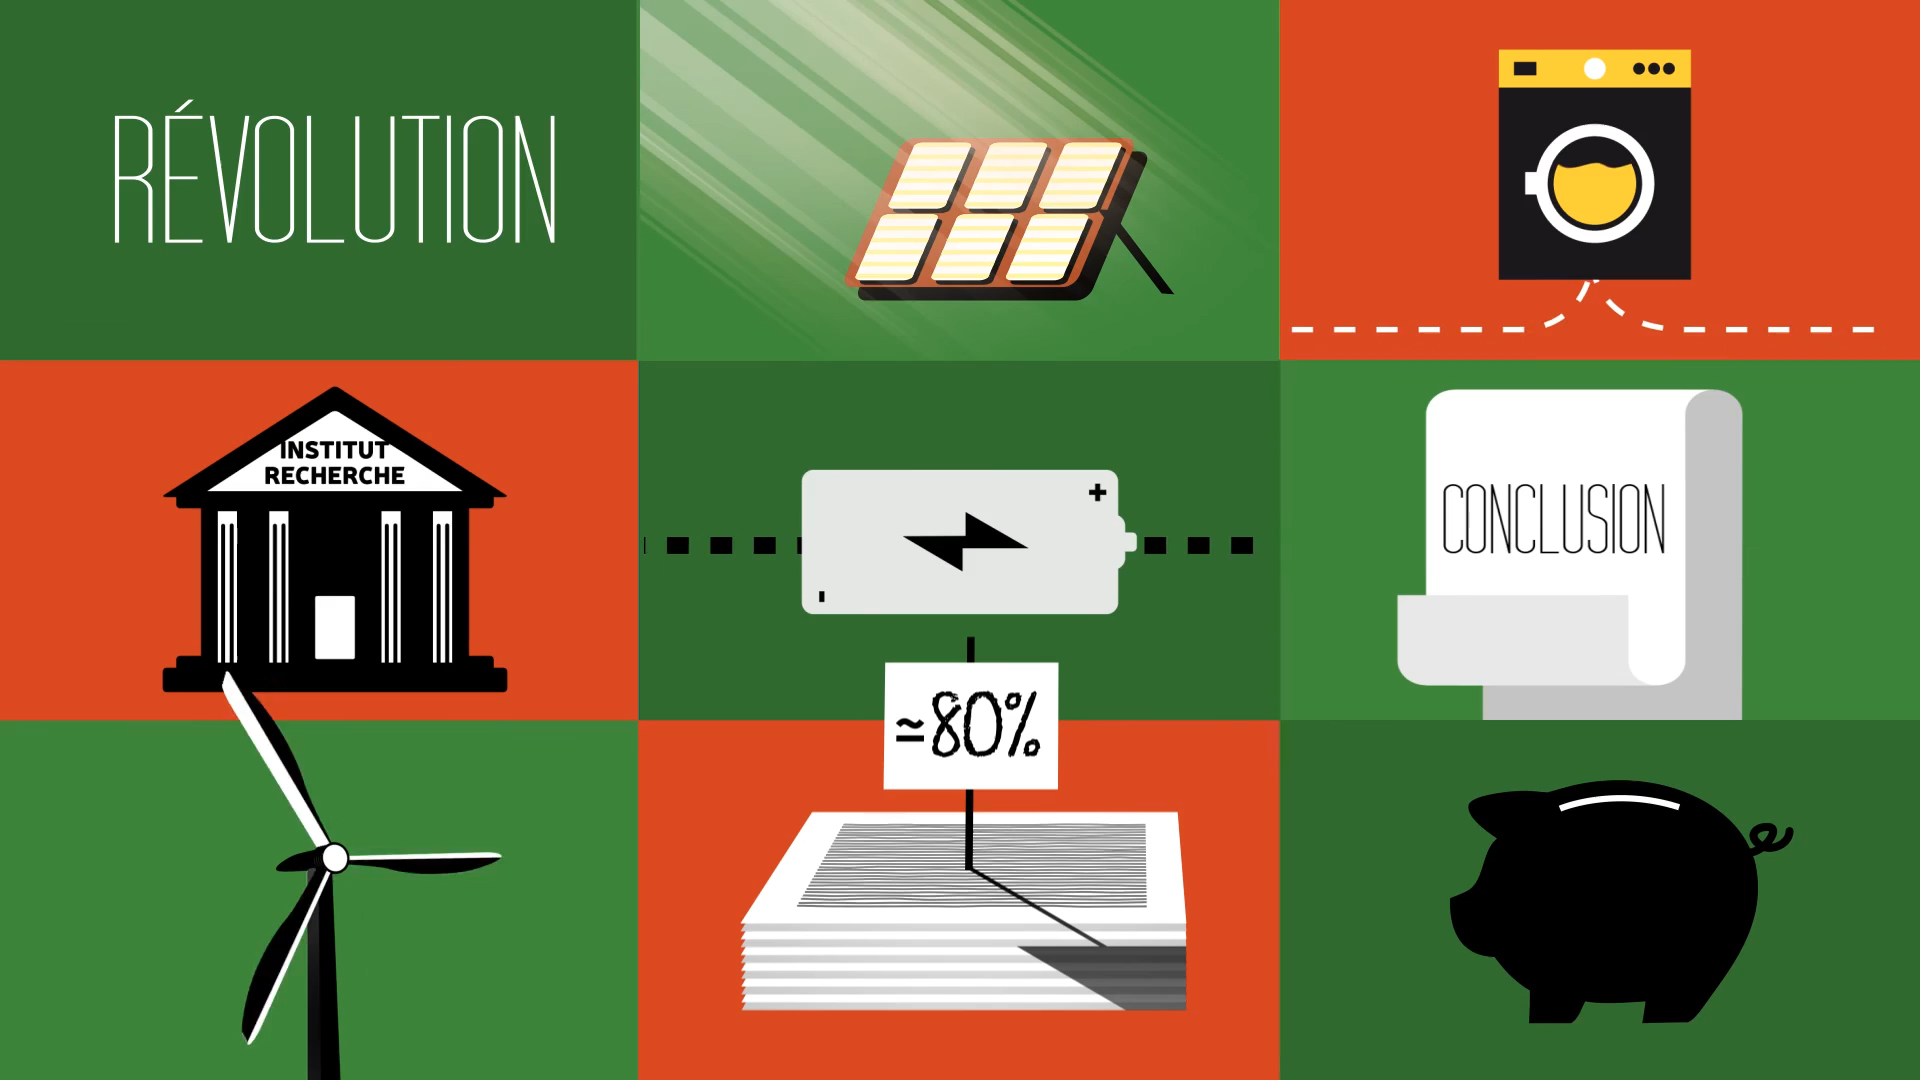 RÉVOLUTION
INSTITUT
RECHERCHE
+
-
CONCLUSION
≃80%